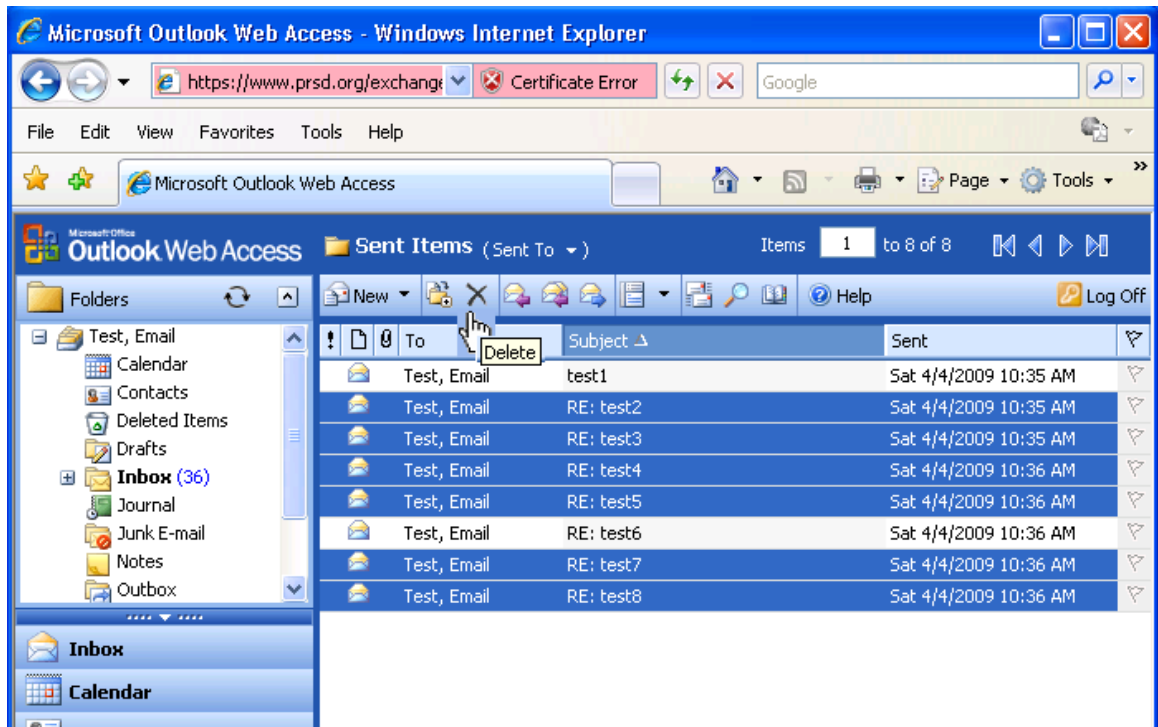 Microsoft Outlook Web Access - Windows Internet Explorer
https://www.prsd.org/exchange Certificate Error Google
File Edit View Favorites Tools Help
Microsoft Outlook Web Access Page Tools »
Microsoft Office
Outlook Web Access Sent Items (Sent To ) Items 1 to 8 of 8
Folders New Help Log Off
Test, Email ! To Subject Sent
Delete
Calendar
Contacts
Deleted Items
Drafts
Inbox (36)
Journal
Junk E-mail
Notes
Outbox
Test, Email test1 Sat 4/4/2009 10:35 AM
Test, Email RE: test2 Sat 4/4/2009 10:35 AM
Test, Email RE: test3 Sat 4/4/2009 10:35 AM
Test, Email RE: test4 Sat 4/4/2009 10:36 AM
Test, Email RE: test5 Sat 4/4/2009 10:36 AM
Test, Email RE: test6 Sat 4/4/2009 10:36 AM
Test, Email RE: test7 Sat 4/4/2009 10:36 AM
Test, Email RE: test8 Sat 4/4/2009 10:36 AM
Inbox
Calendar